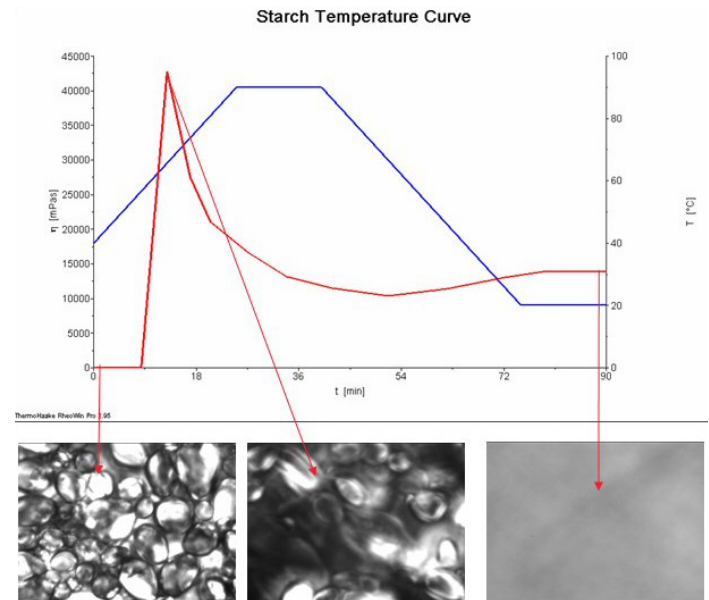 Starch Temperature Curve
45000
40000
35000
30000
25000
20000
15000
10000
5000
0
η [mPas]
100
80
60
40
20
0
T [°C]
0 18 36 54 72 90
t [min]
ThermoHaake RheoWin Pro 2.95